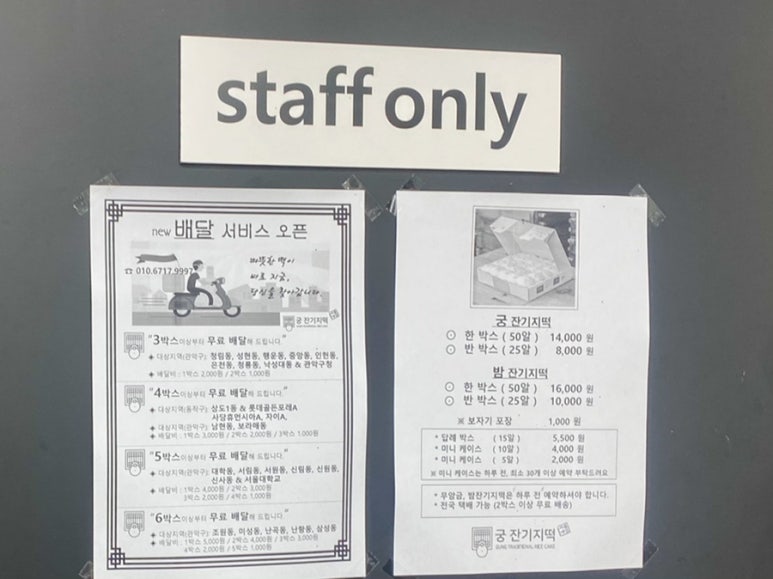 staff only
new 배달 서비스 오픈
☎ 010.6717.9997
따뜻한 떡이
바로 지금,
당신을 찾아갑니다.
궁 잔기지떡
"3박스이상부터 무료 배달해 드립니다."
◈ 대상지역(관악구): 청림동, 성현동, 행운동, 중앙동, 인헌동,
은천동, 청룡동, 낙성대동 & 관악구청
◈ 배달비 : 1박스 2,000원 / 2박스 1,000원
"4박스이상부터 무료 배달해 드립니다."
◈ 대상지역(동작구): 상도1동 & 롯데골든포레A
사당휴먼시아A, 자이A,
◈ 대상지역(관악구): 남현동, 보라매동
◈ 배달비 : 1박스 3,000원 / 2박스 2,000원 / 3박스 1,000원
"5박스이상부터 무료 배달해 드립니다."
◈ 대상지역(관악구): 대학동, 서림동, 서원동, 신림동, 신원동,
신사동 & 서울대학교
◈ 배달비 : 1박스 4,000원 / 2박스 3,000원
3박스 2,000원 / 4박스 1,000원
"6박스이상부터 무료 배달해 드립니다."
◈ 대상지역(관악구): 조원동, 미성동, 난곡동, 난향동, 삼성동
◈ 배달비 : 1박스 5,000원 / 2박스 4,000원 / 3박스 3,000원
4박스 2,000원 / 5박스 1,000원
궁 잔기지떡
⊙ 한 박스 ( 50알 ) 14,000 원
⊙ 반 박스 ( 25알 ) 8,000 원
밤 잔기지떡
⊙ 한 박스 ( 50알 ) 16,000 원
⊙ 반 박스 ( 25알 ) 10,000 원
※ 보자기 포장 1,000 원
* 답례 박스 ( 15알 ) 5,500 원
* 미니 케이스 ( 10알 ) 4,000 원
* 미니 케이스 ( 5알 ) 2,000 원
※ 미니 케이스는 하루 전, 최소 30개 이상 예약 부탁드려요
* 무앙금, 밤잔기지떡은 하루 전 예약하셔야 합니다.
* 전국 택배 가능 (2박스 이상 무료 배송)
궁 잔기지떡
GUNG TRADITIONAL RICE CAKE